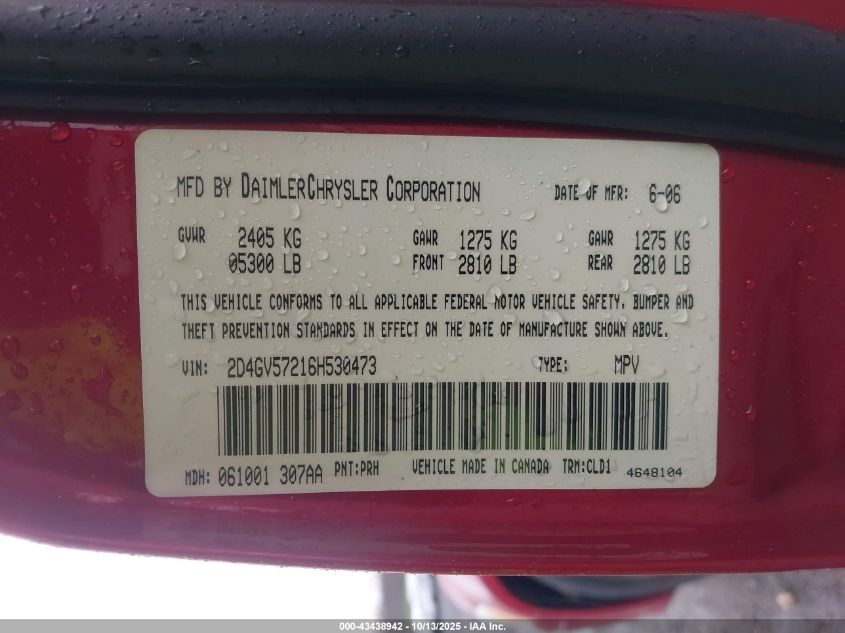 MFD BY DAIMLERCHRYSLER CORPORATION DATE OF MFR: 6-06
GVWR 2405 KG GAWR 1275 KG GAWR 1275 KG
05300 LB FRONT 2810 LB REAR 2810 LB
THIS VEHICLE CONFORMS TO ALL APPLICABLE FEDERAL MOTOR VEHICLE SAFETY, BUMPER AND
THEFT PREVENTION STANDARDS IN EFFECT ON THE DATE OF MANUFACTURE SHOWN ABOVE.
VIN: 2D4GV57216H530473 TYPE: MPV
MDH: 061001 307AA PNT:PRH VEHICLE MADE IN CANADA TRM:CLD1 4648104
000-43438942 - 10/13/2025 - IAA Inc.